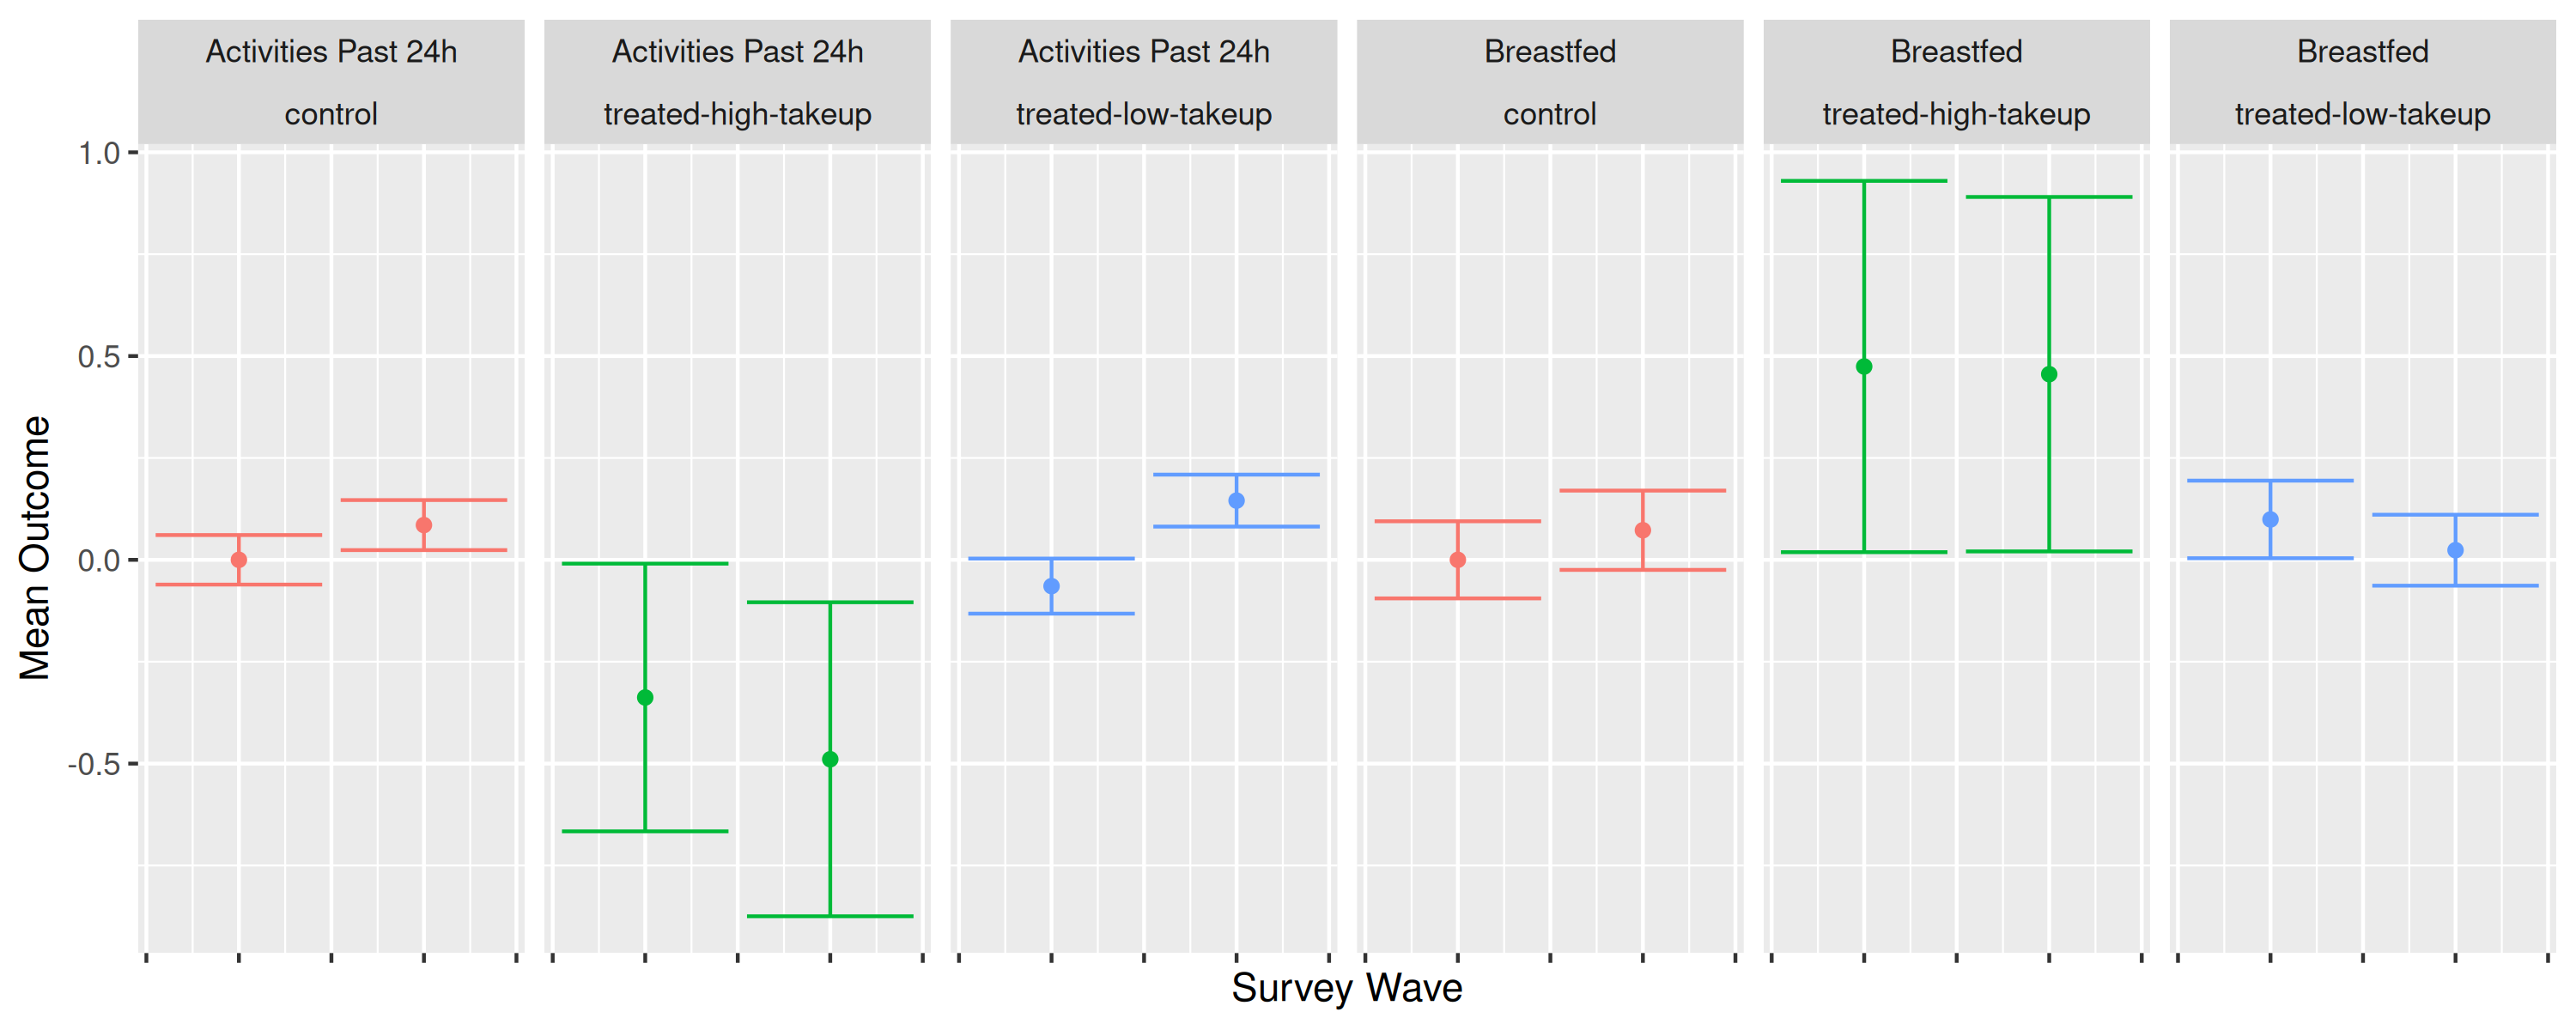 Activities Past 24h
control
Activities Past 24h
treated-high-takeup
Activities Past 24h
treated-low-takeup
Breastfed
control
Breastfed
treated-high-takeup
Breastfed
treated-low-takeup
1.0
0.5
0.0
-0.5
Mean Outcome
Survey Wave